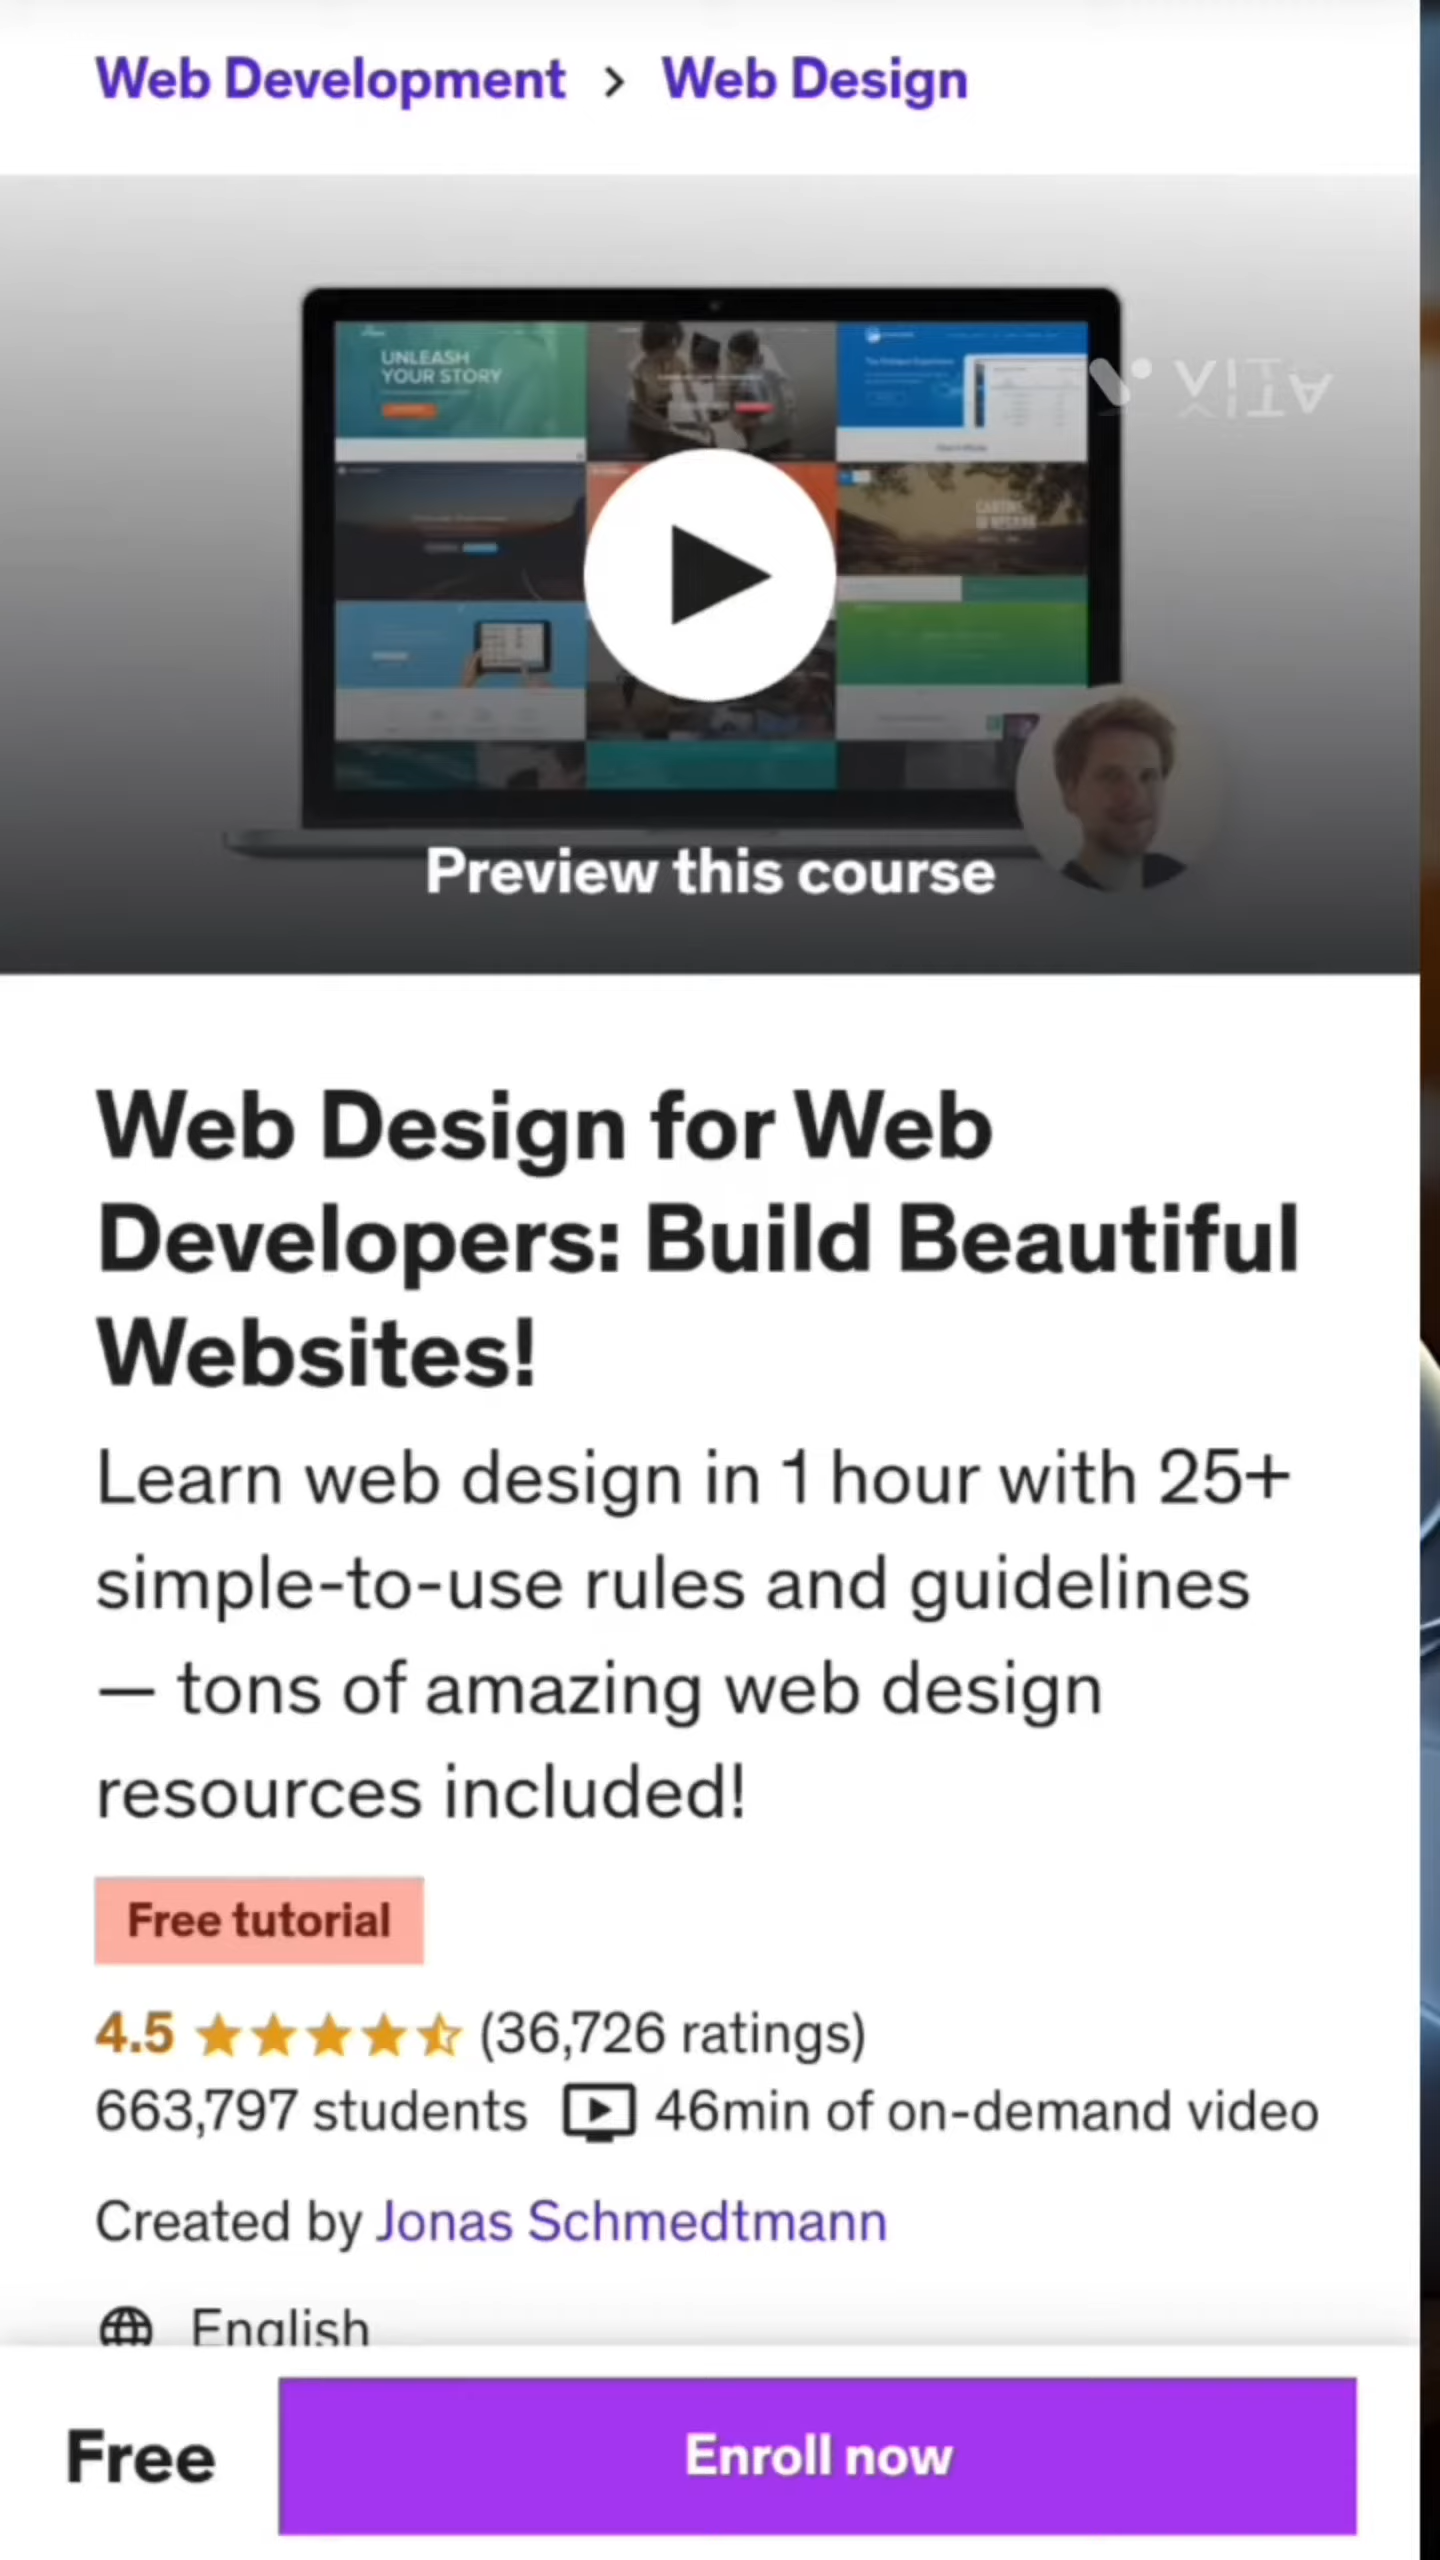 Web Development > Web Design
UNLEASH
YOUR STORY
VITA
Preview this course
Web Design for Web
Developers: Build Beautiful
Websites!
Learn web design in 1 hour with 25+
simple-to-use rules and guidelines
— tons of amazing web design
resources included!
Free tutorial
4.5 (36,726 ratings)
663,797 students 46min of on-demand video
Created by Jonas Schmedtmann
English
Free Enroll now